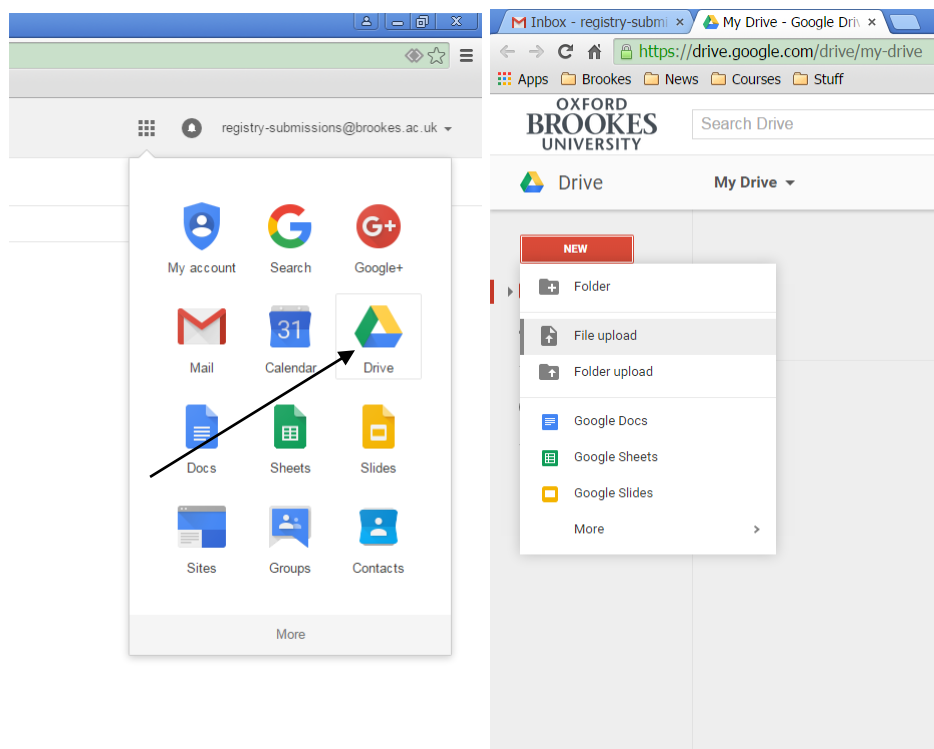 registry-submissions@brookes.ac.uk
My account Search Google+
31
Mail Calendar Drive
Docs Sheets Slides
Sites Groups Contacts
More
Inbox - registry-submi × My Drive - Google Driv ×
https://drive.google.com/drive/my-drive
Apps Brookes News Courses Stuff
OXFORD
BROOKES
UNIVERSITY
Search Drive
Drive My Drive
NEW
Folder
File upload
Folder upload
Google Docs
Google Sheets
Google Slides
More